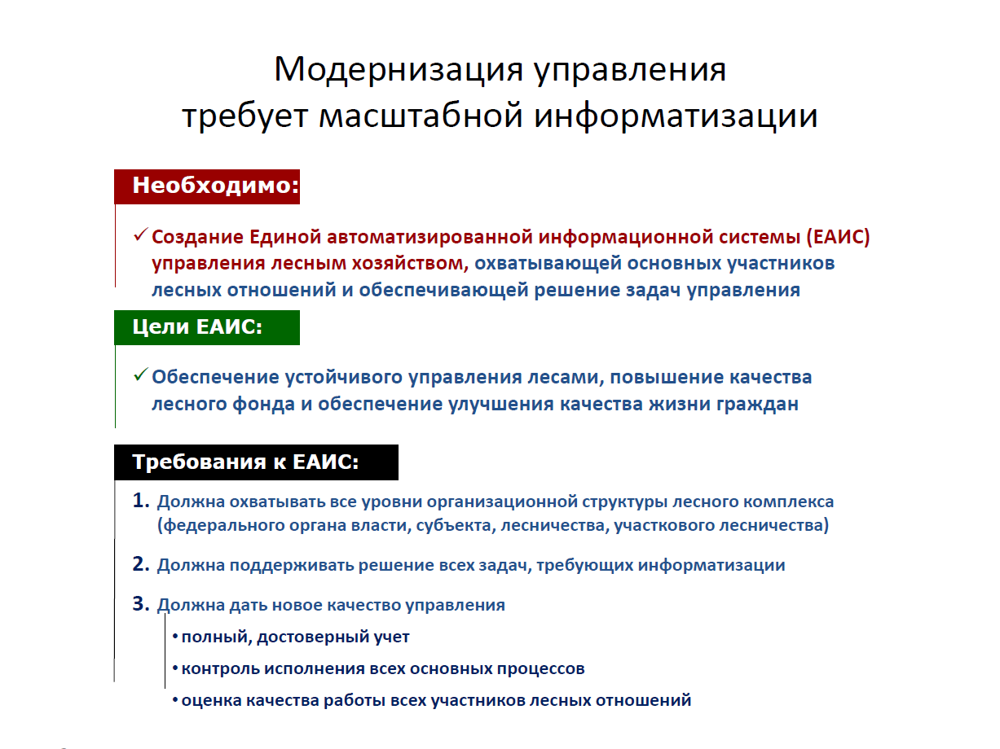 Модернизация управления
требует масштабной информатизации
Необходимо:
✓ Создание Единой автоматизированной информационной системы (ЕАИС)
управления лесным хозяйством, охватывающей основных участников
лесных отношений и обеспечивающей решение задач управления
Цели ЕАИС:
✓ Обеспечение устойчивого управления лесами, повышение качества
лесного фонда и обеспечение улучшения качества жизни граждан
Требования к ЕАИС:
1. Должна охватывать все уровни организационной структуры лесного комплекса
(федерального органа власти, субъекта, лесничества, участкового лесничества)
2. Должна поддерживать решение всех задач, требующих информатизации
3. Должна дать новое качество управления
• полный, достоверный учет
• контроль исполнения всех основных процессов
• оценка качества работы всех участников лесных отношений